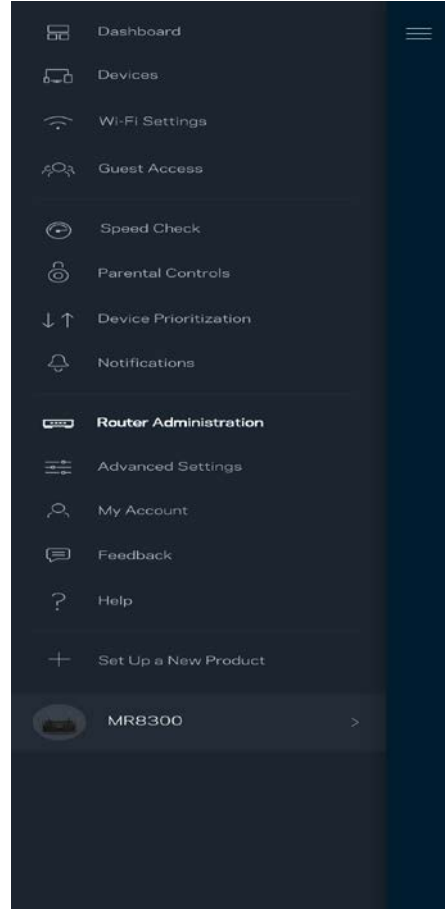 Dashboard
Devices
Wi-Fi Settings
Guest Access
Speed Check
Parental Controls
Device Prioritization
Notifications
Router Administration
Advanced Settings
My Account
Feedback
? Help
Set Up a New Product
MR8300 >